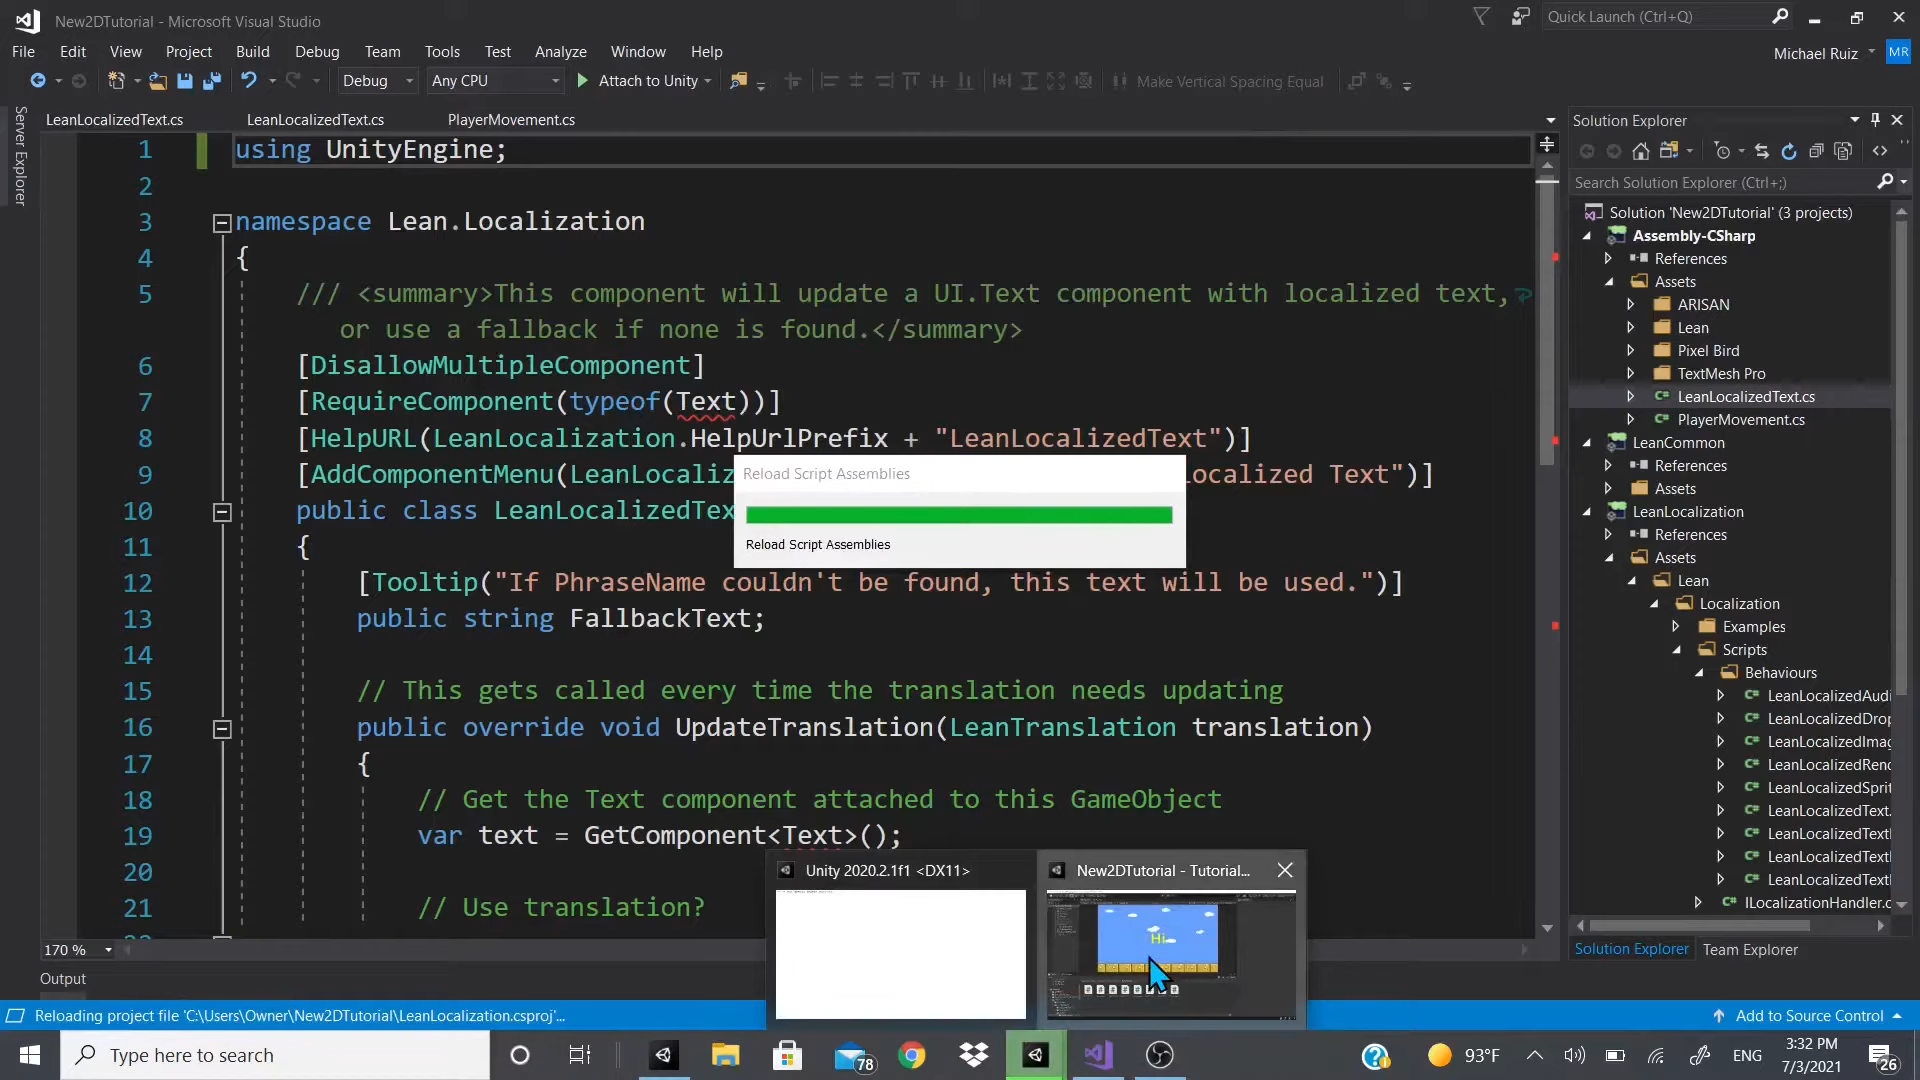 New2DTutorial - Microsoft Visual Studio
Quick Launch (Ctrl+Q)
File Edit View Project Build Debug Team Tools Test Analyze Window Help
Michael Ruiz MR
Debug Any CPU Attach to Unity Make Vertical Spacing Equal
Server Explorer
LeanLocalizedText.cs LeanLocalizedText.cs PlayerMovement.cs
1 using UnityEngine;
2
3 namespace Lean.Localization
4 {
5 /// <summary>This component will update a UI.Text component with localized text,
or use a fallback if none is found.</summary>
6 [DisallowMultipleComponent]
7 [RequireComponent(typeof(Text))]
8 [HelpURL(LeanLocalization.HelpUrlPrefix + "LeanLocalizedText")]
9 [AddComponentMenu(LeanLocaliz ocalized Text")]
10 public class LeanLocalizedTex
11 {
12 [Tooltip("If PhraseName couldn't be found, this text will be used.")]
13 public string FallbackText;
14
15 // This gets called every time the translation needs updating
16 public override void UpdateTranslation(LeanTranslation translation)
17 {
18 // Get the Text component attached to this GameObject
19 var text = GetComponent<Text>();
20
21 // Use translation?
Reload Script Assemblies
Reload Script Assemblies
Unity 2020.2.1f1 <DX11>
New2DTutorial - Tutorial...
Hi
170 %
Output
Solution Explorer
Search Solution Explorer (Ctrl+;)
Solution 'New2DTutorial' (3 projects)
Assembly-CSharp
References
Assets
ARISAN
Lean
Pixel Bird
TextMesh Pro
LeanLocalizedText.cs
PlayerMovement.cs
LeanCommon
References
Assets
LeanLocalization
References
Assets
Lean
Localization
Examples
Scripts
Behaviours
LeanLocalizedAudi
LeanLocalizedDrop
LeanLocalizedImag
LeanLocalizedRend
LeanLocalizedSprit
LeanLocalizedText.
LeanLocalizedText
LeanLocalizedText
LeanLocalizedText
ILocalizationHandler.c
Solution Explorer Team Explorer
Reloading project file 'C:\Users\Owner\New2DTutorial\LeanLocalization.csproj'...
Add to Source Control
Type here to search
78
93°F
ENG
3:32 PM
7/3/2021
26